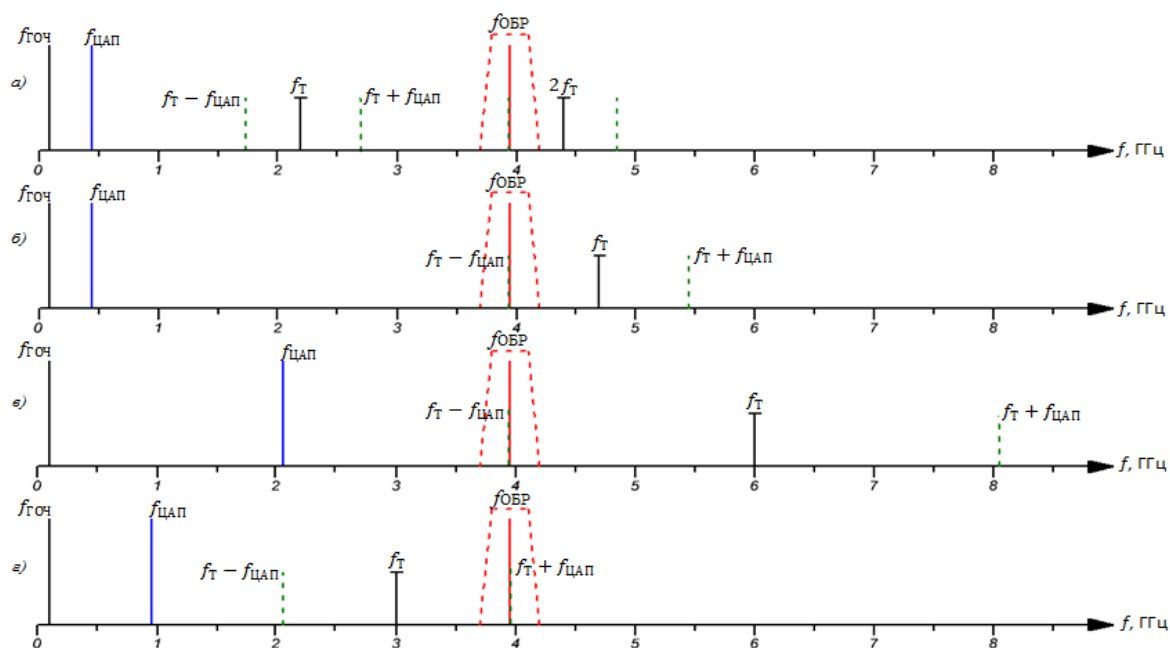 fОБР
fГОЧ fЦАП
а) fТ − fЦАП fТ fТ + fЦАП 2fТ
f, ГГц
0 1 2 3 4 5 6 7 8
fОБР
fГОЧ fЦАП
б) fТ − fЦАП fТ fТ + fЦАП
f, ГГц
0 1 2 3 4 5 6 7 8
fОБР
fГОЧ fЦАП
в) fТ − fЦАП fТ fТ + fЦАП
f, ГГц
0 1 2 3 4 5 6 7 8
fОБР
fГОЧ fЦАП
г) fТ − fЦАП fТ fТ + fЦАП
f, ГГц
0 1 2 3 4 5 6 7 8